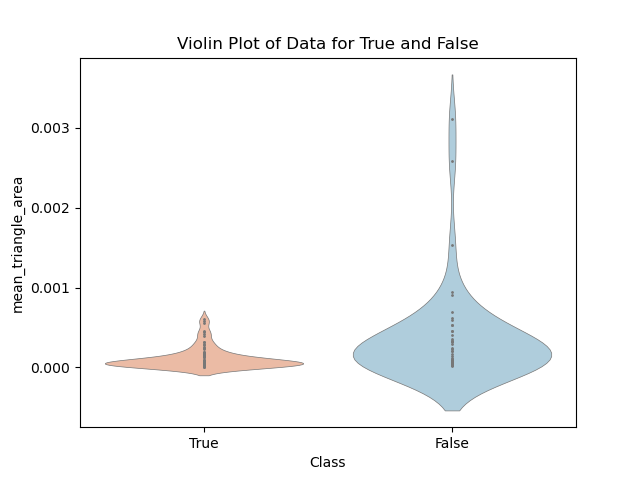 Violin Plot of Data for True and False
mean_triangle_area
0.003
0.002
0.001
0.000
True
False
Class